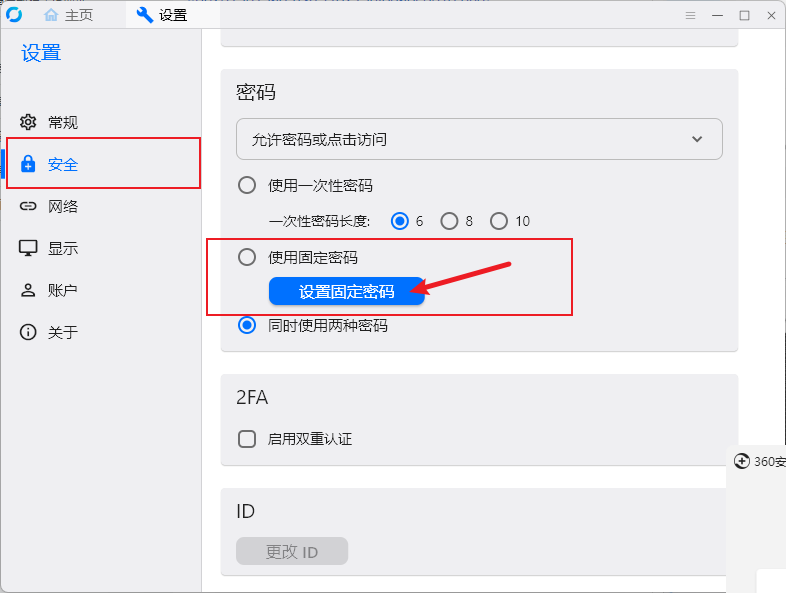 主页
设置
设置
常规
安全
网络
显示
账户
关于
密码
允许密码或点击访问
使用一次性密码
一次性密码长度: 6 8 10
使用固定密码
设置固定密码
同时使用两种密码
2FA
启用双重认证
ID
更改 ID
360安